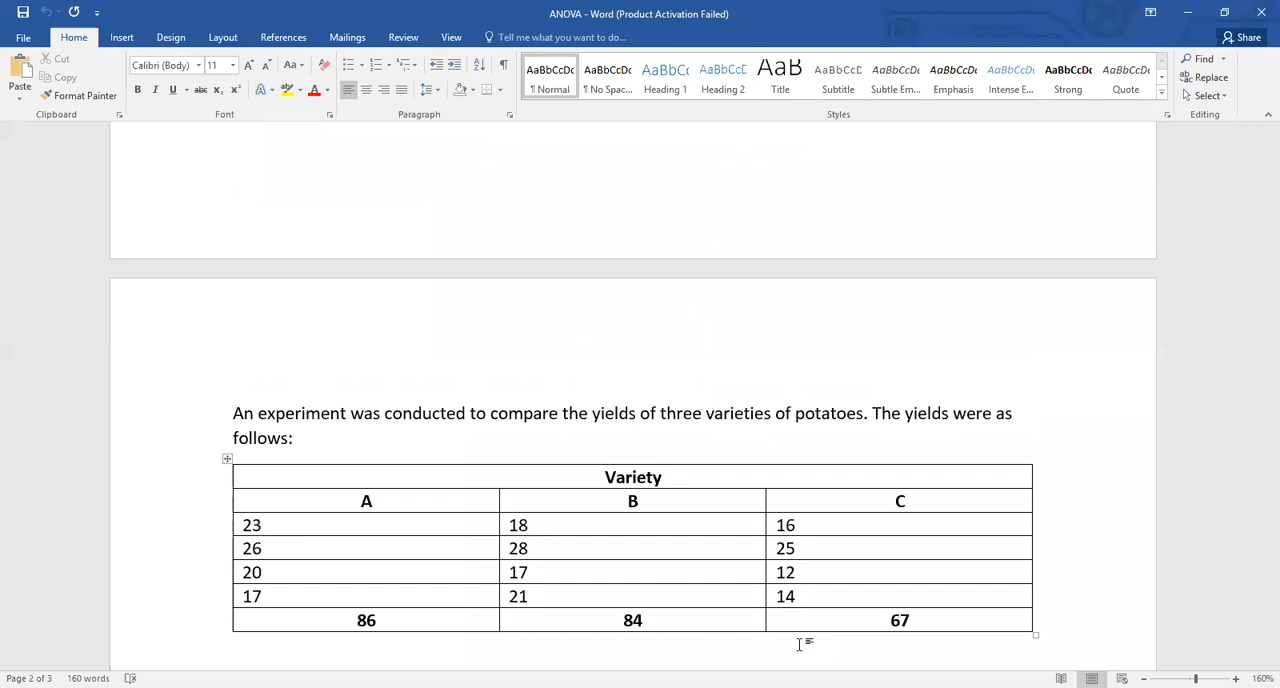 ANOVA - Word (Product Activation Failed)
File Home Insert Design Layout References Mailings Review View Tell me what you want to do... Share
Paste
Cut
Copy
Format Painter
Clipboard
Calibri (Body) 11
Font
Paragraph
AaBbCcDc AaBbCcDc AaBbCc AaBbCcD AaB AaBbCcD AaBbCcDc AaBbCcDc AaBbCcDc AaBbCcDc AaBbCcDc
¶ Normal ¶ No Spac... Heading 1 Heading 2 Title Subtitle Subtle Em... Emphasis Intense E... Strong Quote
Styles
Find
Replace
Select
Editing
An experiment was conducted to compare the yields of three varieties of potatoes. The yields were as
follows:
Variety
A B C
23 18 16
26 28 25
20 17 12
17 21 14
86 84 67
Page 2 of 3 160 words 160%